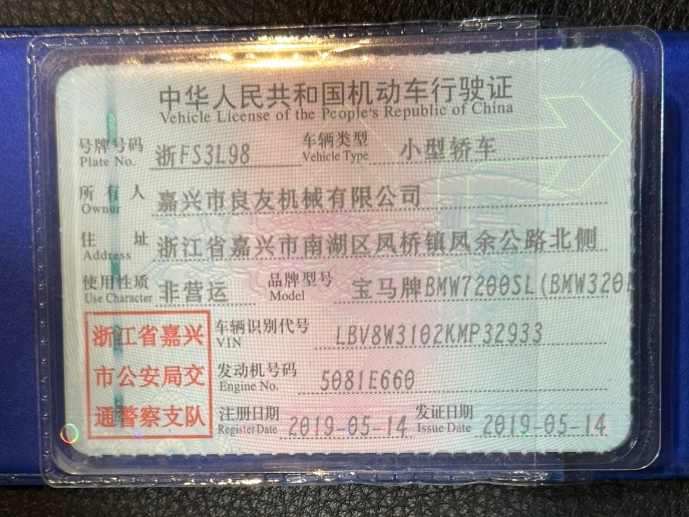 中华人民共和国机动车行驶证
Vehicle License of the People's Republic of China
号牌号码 Plate No. 浙FS3L98 车辆类型 Vehicle Type 小型轿车
所有人 Owner 嘉兴市良友机械有限公司
住址 Address 浙江省嘉兴市南湖区凤桥镇凤余公路北侧
使用性质 Use Character 非营运 品牌型号 Model 宝马牌BMW7200SL(BMW320
浙江省嘉兴 车辆识别代号 VIN LBV8W3102KMP32933
市公安局交 发动机号码 Engine No. 5081E660
通警察支队 注册日期 Register Date 2019-05-14 发证日期 Issue Date 2019-05-14